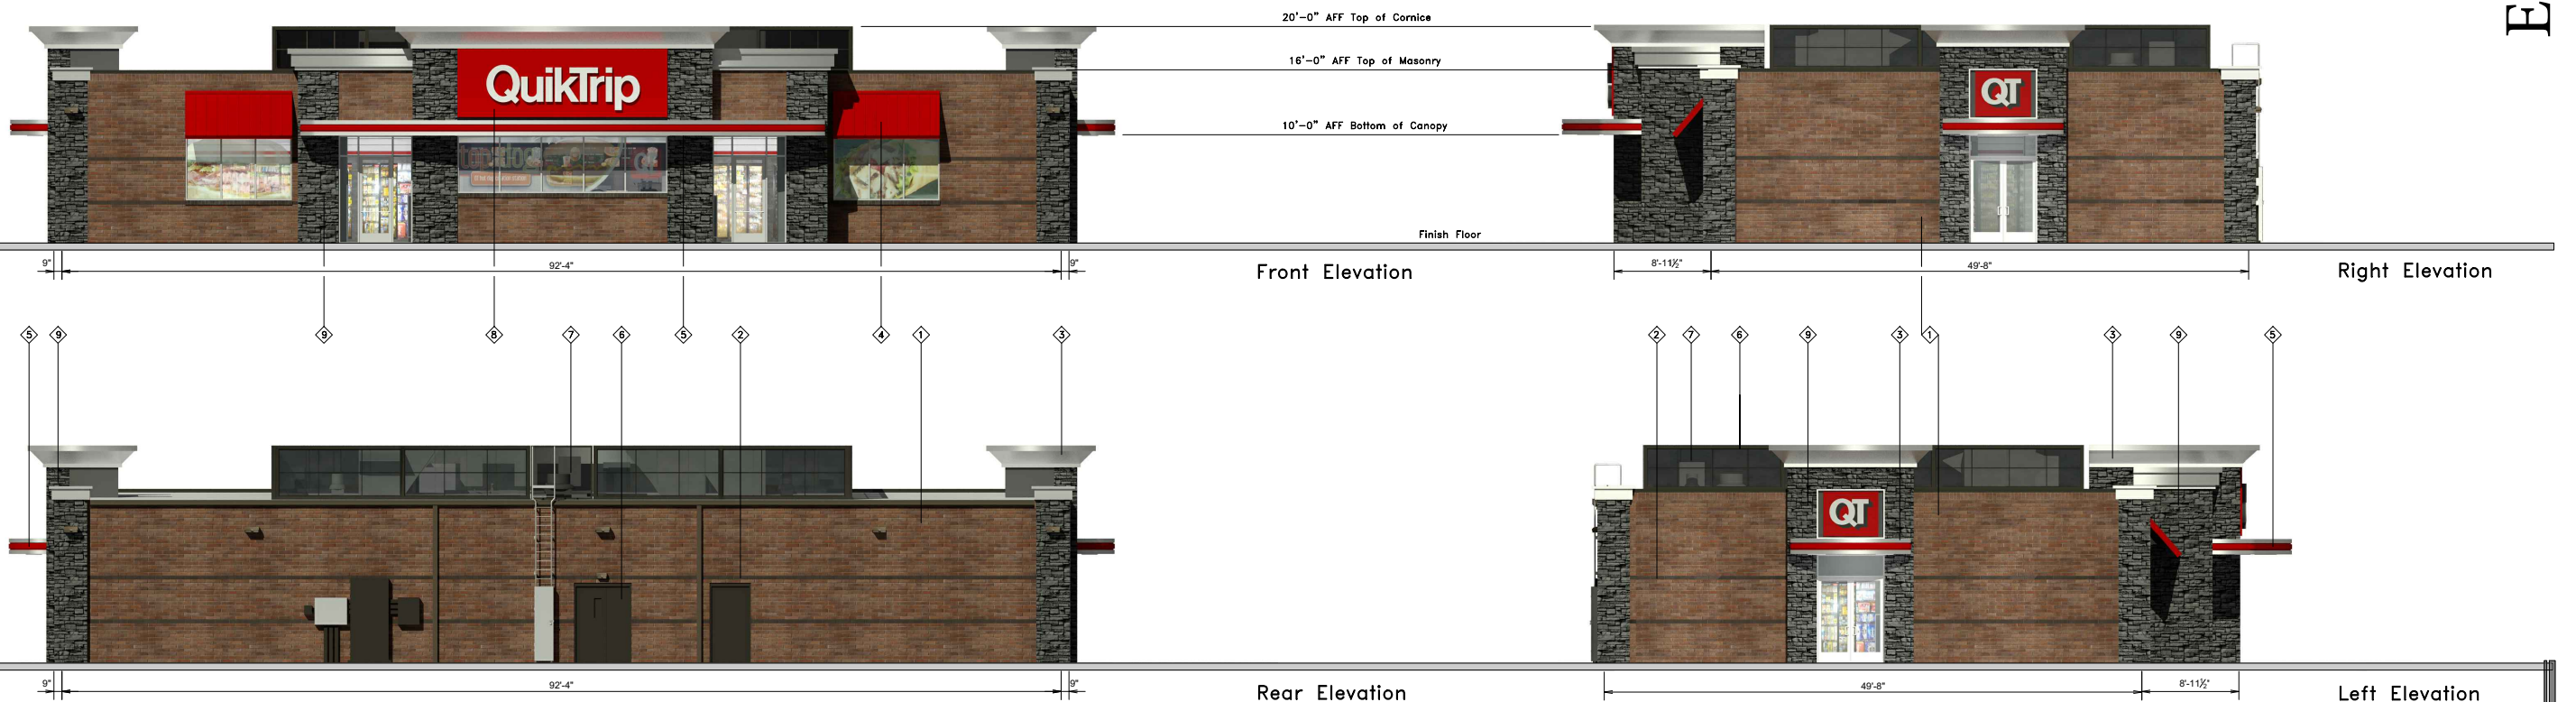 E
20'-0" AFF Top of Cornice
16'-0" AFF Top of Masonry
10'-0" AFF Bottom of Canopy
Finish Floor
QuikTrip
QT
9"
92'-4"
9"
Front Elevation
8'-11½"
49'-8"
Right Elevation
5 9 9 8 7 6 5 2 4 1 3 2 7 6 9 3 1 3 9 5
QT
9"
92'-4"
9"
Rear Elevation
49'-8"
8'-11½"
Left Elevation